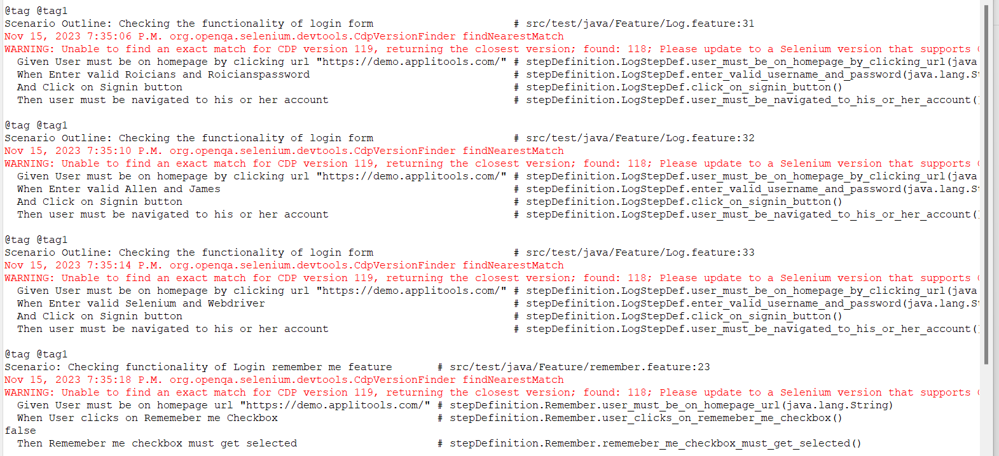 @tag @tag1
Scenario Outline: Checking the functionality of login form # src/test/java/Feature/Log.feature:31
Nov 15, 2023 7:35:06 P.M. org.openqa.selenium.devtools.CdpVersionFinder findNearestMatch
WARNING: Unable to find an exact match for CDP version 119, returning the closest version; found: 118; Please update to a Selenium version that supports
Given User must be on homepage by clicking url "https://demo.applitools.com/" # stepDefinition.LogStepDef.user_must_be_on_homepage_by_clicking_url(java
When Enter valid Roicians and Roicianspassword # stepDefinition.LogStepDef.enter_valid_username_and_password(java.lang.St
And Click on Signin button # stepDefinition.LogStepDef.click_on_signin_button()
Then user must be navigated to his or her account # stepDefinition.LogStepDef.user_must_be_navigated_to_his_or_her_account()
@tag @tag1
Scenario Outline: Checking the functionality of login form # src/test/java/Feature/Log.feature:32
Nov 15, 2023 7:35:10 P.M. org.openqa.selenium.devtools.CdpVersionFinder findNearestMatch
WARNING: Unable to find an exact match for CDP version 119, returning the closest version; found: 118; Please update to a Selenium version that supports
Given User must be on homepage by clicking url "https://demo.applitools.com/" # stepDefinition.LogStepDef.user_must_be_on_homepage_by_clicking_url(java
When Enter valid Allen and James # stepDefinition.LogStepDef.enter_valid_username_and_password(java.lang.St
And Click on Signin button # stepDefinition.LogStepDef.click_on_signin_button()
Then user must be navigated to his or her account # stepDefinition.LogStepDef.user_must_be_navigated_to_his_or_her_account()
@tag @tag1
Scenario Outline: Checking the functionality of login form # src/test/java/Feature/Log.feature:33
Nov 15, 2023 7:35:14 P.M. org.openqa.selenium.devtools.CdpVersionFinder findNearestMatch
WARNING: Unable to find an exact match for CDP version 119, returning the closest version; found: 118; Please update to a Selenium version that supports
Given User must be on homepage by clicking url "https://demo.applitools.com/" # stepDefinition.LogStepDef.user_must_be_on_homepage_by_clicking_url(java
When Enter valid Selenium and Webdriver # stepDefinition.LogStepDef.enter_valid_username_and_password(java.lang.St
And Click on Signin button # stepDefinition.LogStepDef.click_on_signin_button()
Then user must be navigated to his or her account # stepDefinition.LogStepDef.user_must_be_navigated_to_his_or_her_account()
@tag @tag1
Scenario: Checking functionality of Login remember me feature # src/test/java/Feature/remember.feature:23
Nov 15, 2023 7:35:18 P.M. org.openqa.selenium.devtools.CdpVersionFinder findNearestMatch
WARNING: Unable to find an exact match for CDP version 119, returning the closest version; found: 118; Please update to a Selenium version that supports
Given User must be on homepage url "https://demo.applitools.com/" # stepDefinition.Remember.user_must_be_on_homepage_url(java.lang.String)
When User clicks on Rememeber me Checkbox # stepDefinition.Remember.user_clicks_on_rememeber_me_checkbox()
false
Then Rememeber me checkbox must get selected # stepDefinition.Remember.rememeber_me_checkbox_must_get_selected()